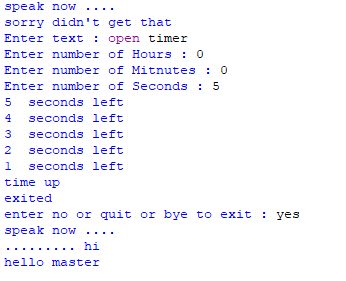 speak now ....
sorry didn't get that
Enter text : open timer
Enter number of Hours : 0
Enter number of Mitnutes : 0
Enter number of Seconds : 5
5  seconds left
4  seconds left
3  seconds left
2  seconds left
1  seconds left
time up
exited
enter no or quit or bye to exit : yes
speak now ....
......... hi
hello master